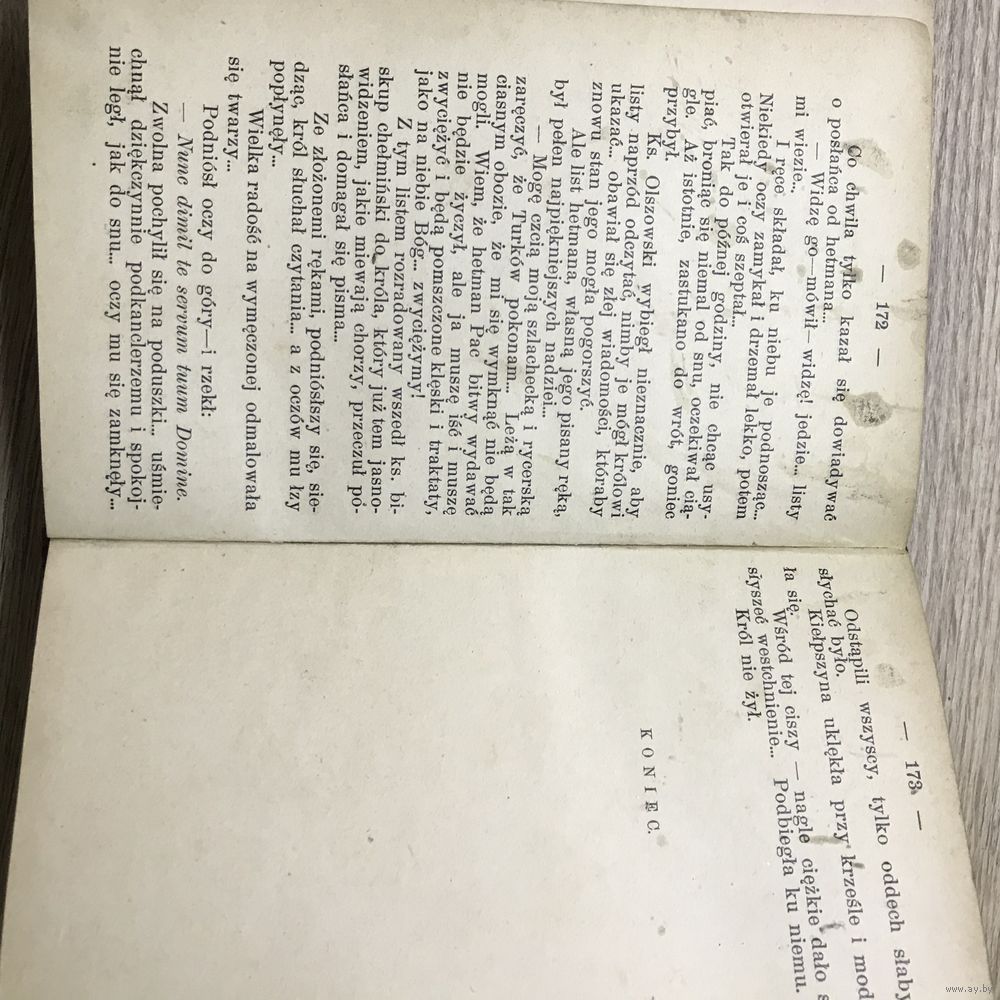 — 172 —
Co chwila tylko kazał się dowiadywać
o posłańca od hetmana...
— Widzę go—mówił—widzę! jedzie... listy
mi wiezie...
I ręce składał, ku niebu je podnosząc...
Niekiedy oczy zamykał i drzemał lekko, potem
otwierał je i coś szeptał...
Tak do późnej godziny, nie chcąc usy-
piać, broniąc się niemal od snu, oczekiwał cią-
gle. Aż istotnie, zastukano do wrót, goniec
przybył.
Ks. Olszowski wybiegł nieznacznie, aby
listy naprzód odczytać, nimby je mógł królowi
ukazać... obawiał się złej wiadomości, któraby
znowu stan jego mogła pogorszyć.
Ale list hetmana, własną jego pisany ręką,
był pełen najpiękniejszych nadziei...
— Mogę czcią moją szlachecką i rycerską
zaręczyć, że Turków pokonam... Leżą w tak
ciasnym obozie, że mi się wymknąć nie będą
mogli. Wiem, że hetman Pac bitwy wydawać
nie będzie życzył, ale ja muszę iść i muszę
zwyciężyć i będą pomszczone klęski i traktaty,
jako na niebie Bóg... zwyciężymy!
Z tym listem rozradowany wszedł ks. bi-
skup chełmiński do króla, który już tem jasno-
widzeniem, jakie miewają chorzy, przeczuł po-
słańca i domagał się pisma...
Ze złożonemi rękami, podniósłszy się, sie-
dząc, król słuchał czytania... a z oczów mu łzy
popłynęły...
Wielka radość na wymęczonej odmalowała
się twarzy...
Podniósł oczy do góry—i rzekł:
— Nunc dimit te servum tuum Domine.
Zwolna pochylił się na poduszki... uśmie-
chnął dziękczynnie podkanclerzemu i spokoj-
nie legł, jak do snu... oczy mu się zamknęły...
— 173 —
Odstąpili wszyscy, tylko oddech słaby
słychać było.
Kiełpszyna uklękła przy krześle i mod
ła się.
Wśród tej ciszy — nagle ciężkie dało s
słyszeć westchnienie... Podbiegła ku niemu.
Król nie żył.
KONIEC.
www.ay.by